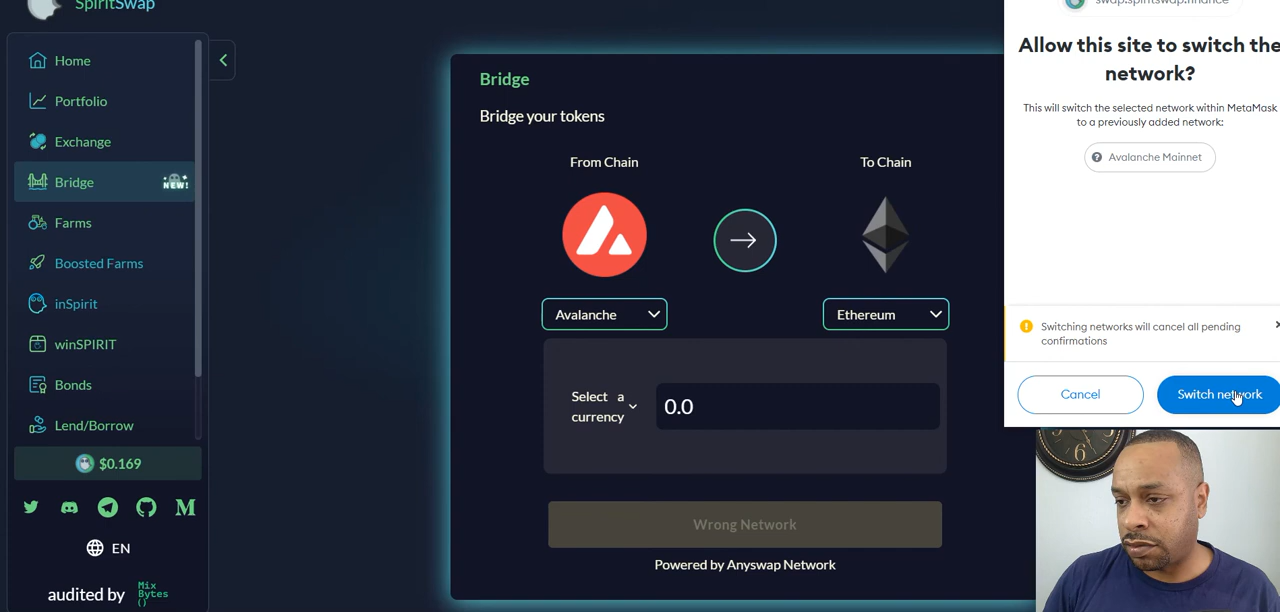 SpiritSwap
Home
Portfolio
Exchange
Bridge
NEW!
Farms
Boosted Farms
inSpirit
winSPIRIT
Bonds
Lend/Borrow
$0.169
M
EN
audited by
Mix
Bytes
()
Bridge
Bridge your tokens
From Chain
To Chain
Avalanche
Ethereum
Select a
currency
0.0
Wrong Network
Powered by Anyswap Network
swap.spiritswap.finance
Allow this site to switch the
network?
This will switch the selected network within MetaMask
to a previously added network:
? Avalanche Mainnet
Switching networks will cancel all pending
confirmations
Cancel
Switch network